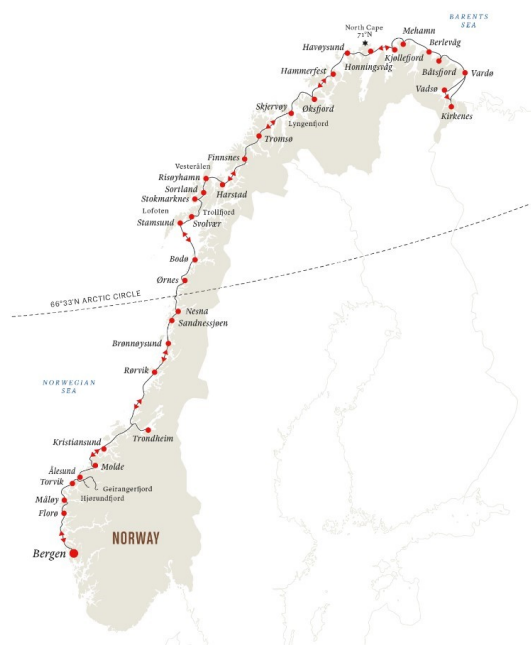 BARENTS
SEA
North Cape
71°N
Mehamn
Berlevåg
Havøysund
Kjøllefjord
Honningsvåg
Båtsfjord
Vardø
Hammerfest
Vadsø
Øksfjord
Kirkenes
Skjervøy
Lyngenfjord
Tromsø
Finnsnes
Vesterålen
Risøyhamn
Sortland
Harstad
Stokmarknes
Lofoten
Trollfjord
Stamsund
Svolvær
Bodø
Ørnes
66°33'N ARCTIC CIRCLE
Nesna
Sandnessjøen
Brønnøysund
Rørvik
NORWEGIAN
SEA
Trondheim
Kristiansund
Molde
Ålesund
Geirangerfjord
Torvik
Hjørundfjord
Måløy
Florø
NORWAY
Bergen